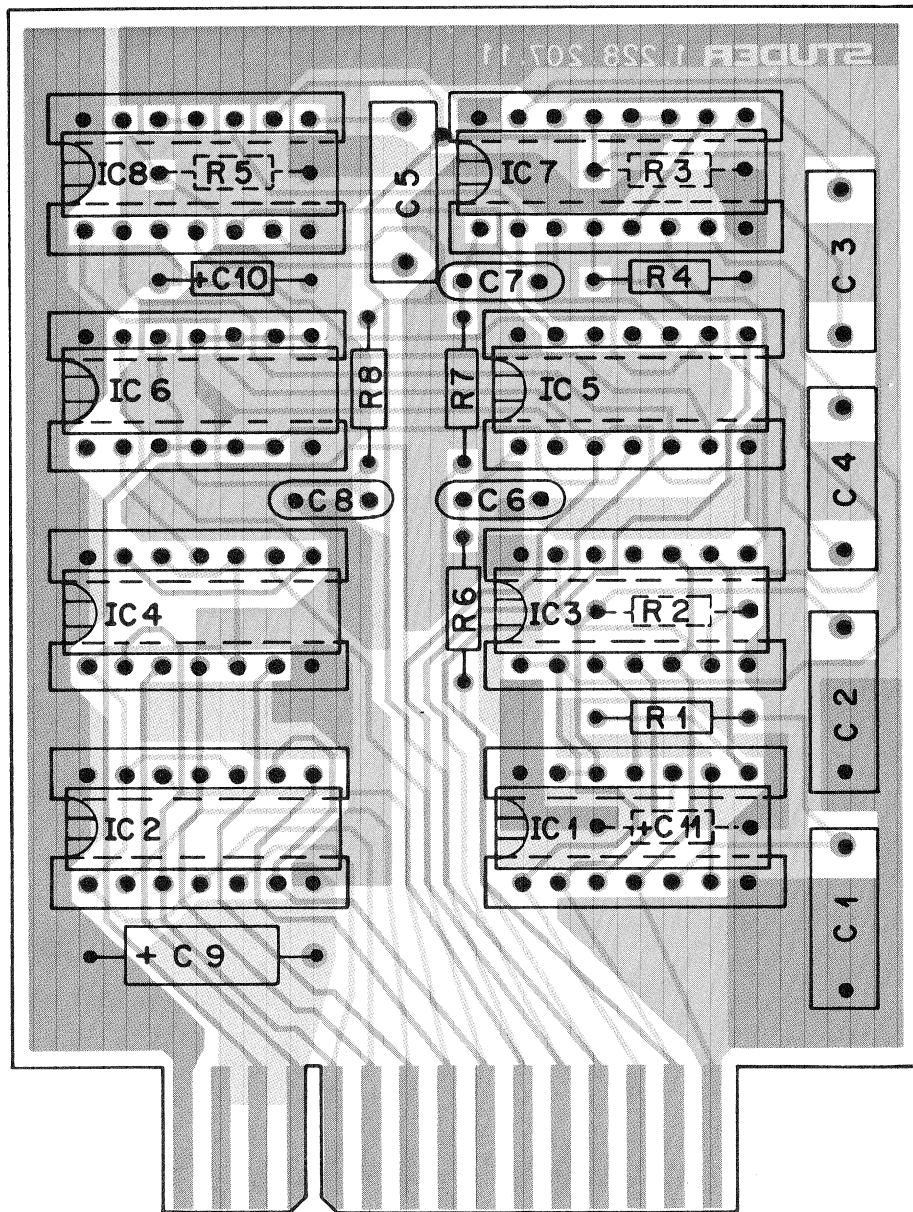 STUDER 1.228.207.11
IC8
R5
C5
IC7
R3
C3
+C10
C7
R4
IC6
R8
R7
IC5
C4
C8
C6
IC4
R6
IC3
R2
R1
C2
IC2
IC1
+C11
C1
+ C9